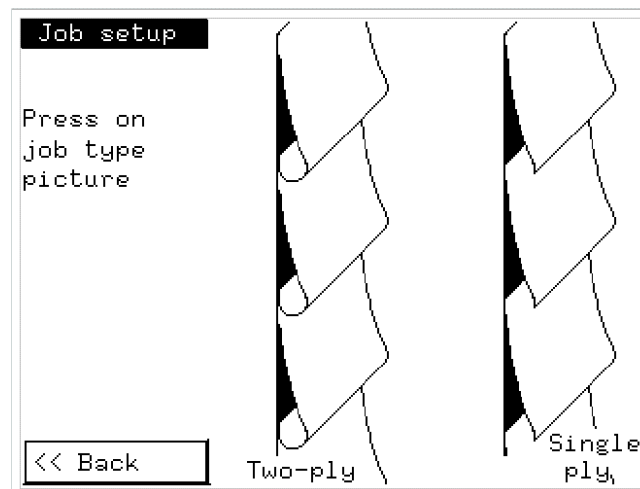 Job setup
Press on
job type
picture
<< Back
Two-ply
Single
ply